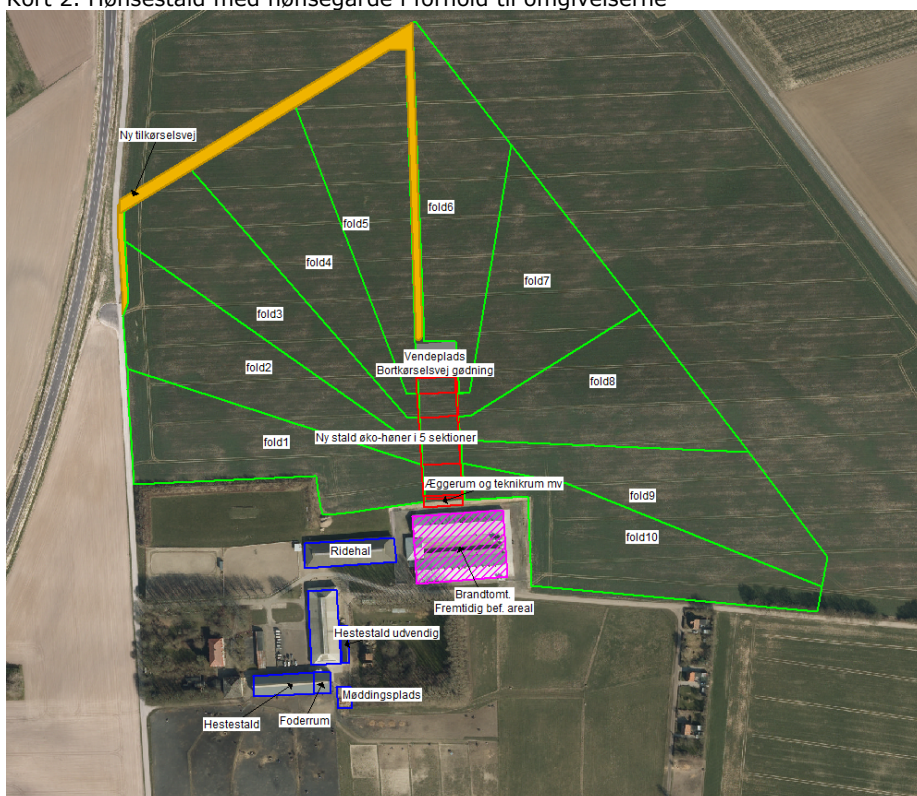 Kort 2. Hønsestald med hønsegårde i forhold til omgivelserne
Ny tilkørselsvej
fold5
fold6
fold4
fold7
fold3
Vendeplads
Bortkørselsvej gødning
fold2
fold8
fold1
Ny stald øko-høner i 5 sektioner
Æggerum og teknikrum mv
fold9
fold10
Ridehal
Brandtomt.
Fremtidig bef. areal
Hestestald udvendig
Møddingsplads
Hestestald
Foderrum